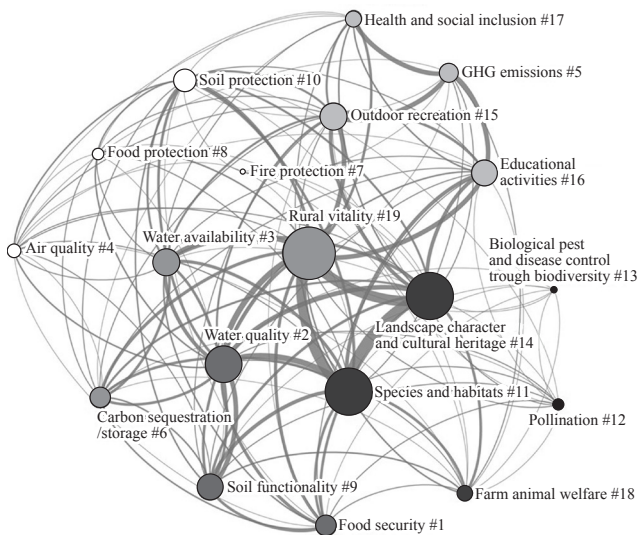 Health and social inclusion #17
GHG emissions #5
Soil protection #10
Outdoor recreation #15
Food protection #8
Fire protection #7
Educational
activities #16
Rural vitality #19
Water availability #3
Air quality #4
Biological pest
and disease control
trough biodiversity #13
Landscape character
and cultural heritage #14
Water quality #2
Species and habitats #11
Carbon sequestration
/storage #6
Pollination #12
Soil functionality #9
Farm animal welfare #18
Food security #1